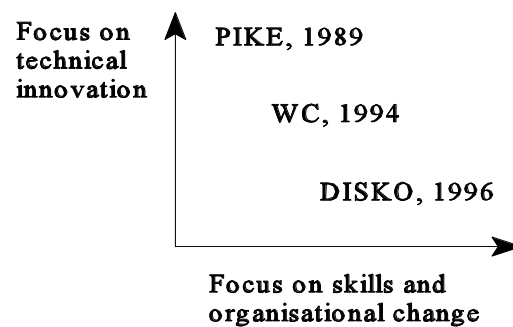 Focus on
technical
innovation
PIKE, 1989
WC, 1994
DISKO, 1996
Focus on skills and
organisational change